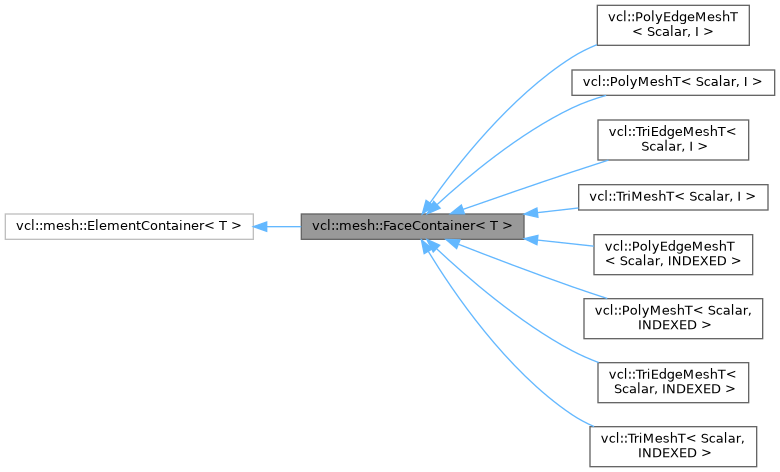 vcl::PolyEdgeMeshT
< Scalar, I >
vcl::PolyMeshT< Scalar, I >
vcl::TriEdgeMeshT<
Scalar, I >
vcl::TriMeshT< Scalar, I >
vcl::mesh::ElementContainer< T >
vcl::mesh::FaceContainer< T >
vcl::PolyEdgeMeshT
< Scalar, INDEXED >
vcl::PolyMeshT< Scalar,
INDEXED >
vcl::TriEdgeMeshT<
Scalar, INDEXED >
vcl::TriMeshT< Scalar,
INDEXED >